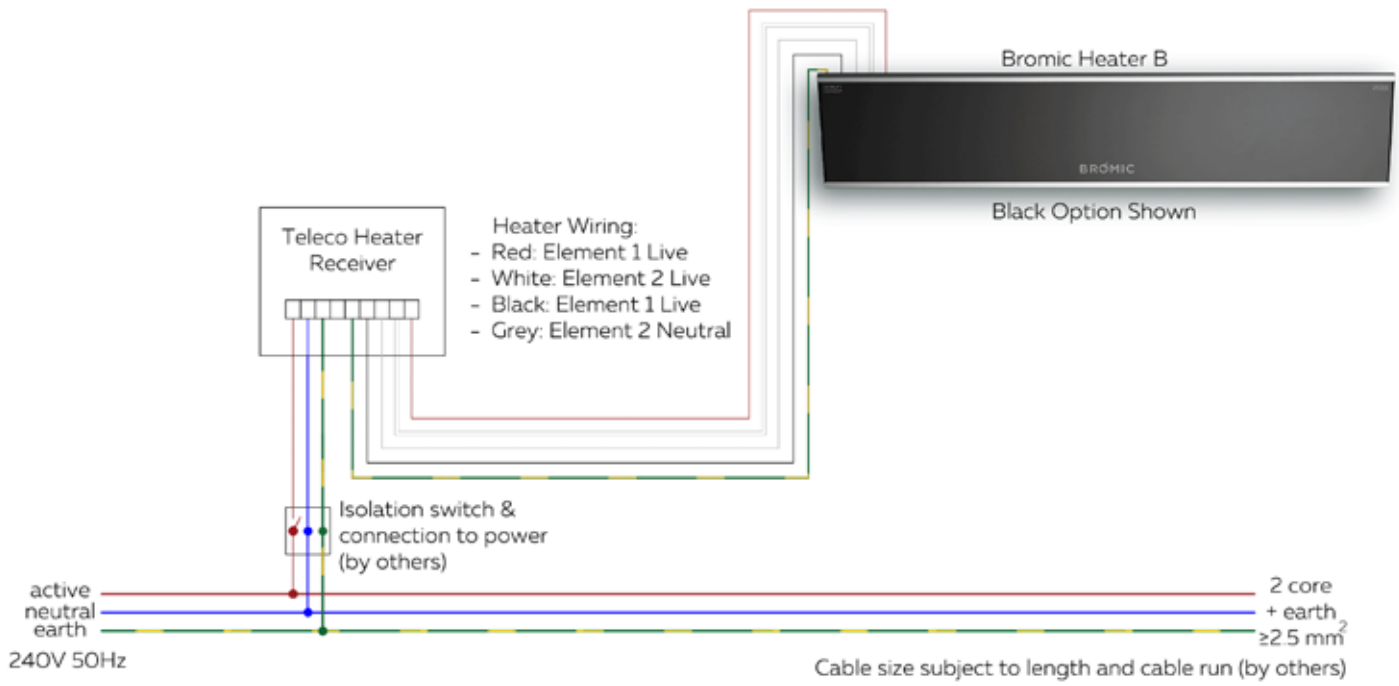 Bromic Heater B
BROMIC
Black Option Shown
Teleco Heater
Receiver
Heater Wiring:
- Red: Element 1 Live
- White: Element 2 Live
- Black: Element 1 Live
- Grey: Element 2 Neutral
Isolation switch &
connection to power
(by others)
active
neutral
earth
240V 50Hz
2 core
+ earth
≥2.5 mm²
Cable size subject to length and cable run (by others)